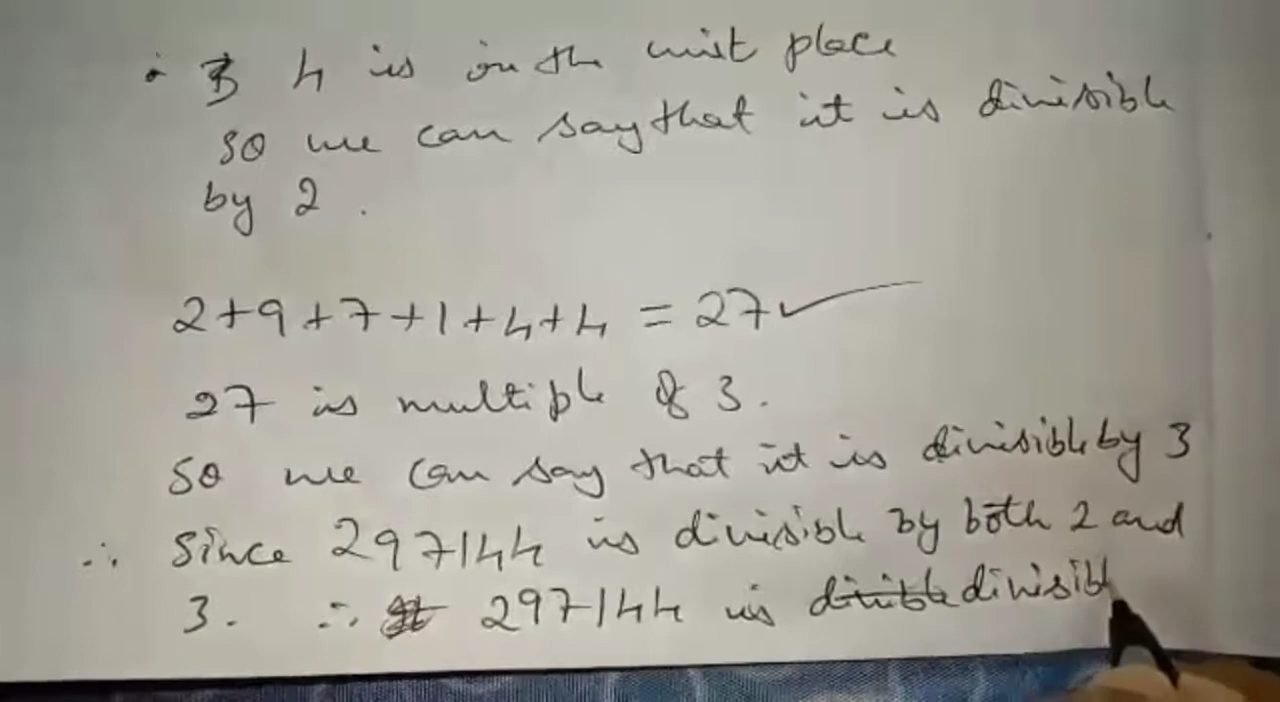 4 is in the unit place
so we can say that it is divisible
by 2.
2+9+7+1+4+4 = 27✓
27 is multiple of 3.
so we can say that it is divisible by 3
∴ Since 297144 is divisible by both 2 and
3. ∴ 297144 is divisibl